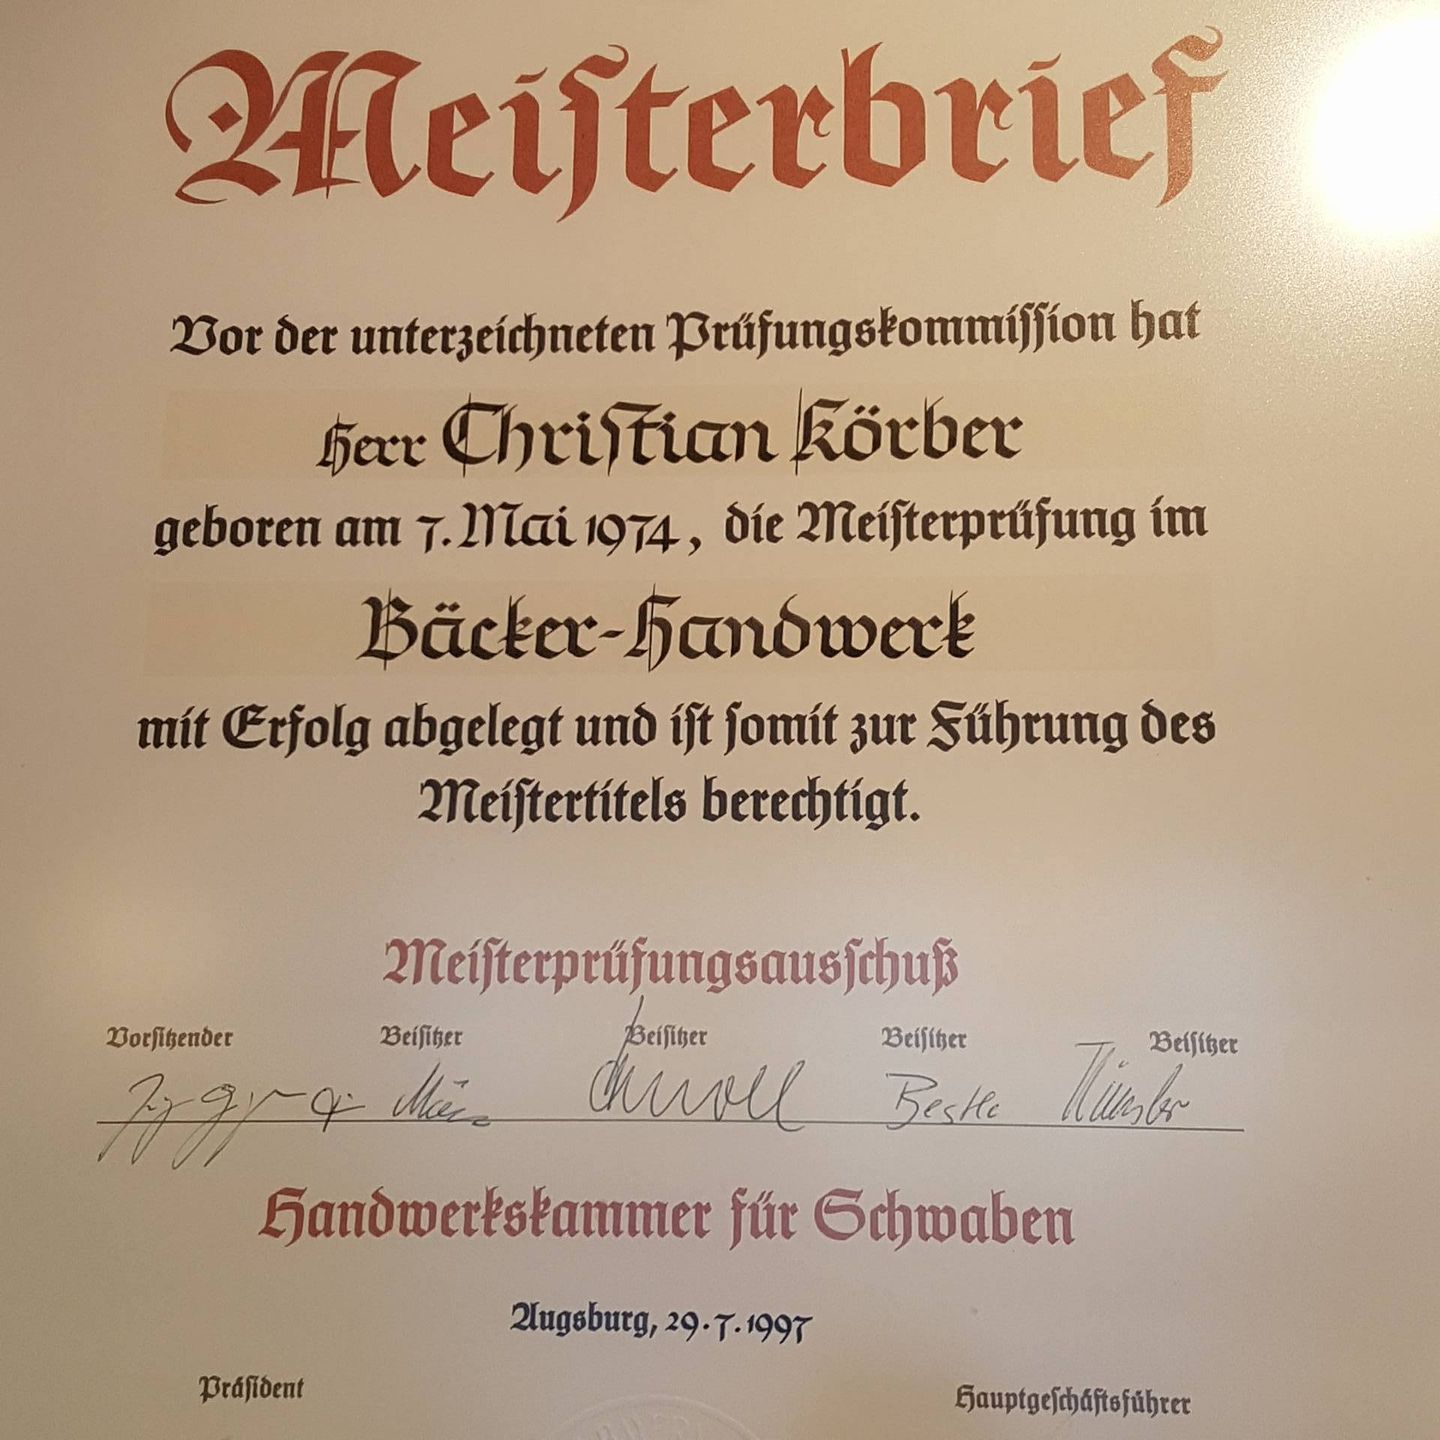 Meiſterbrief
Vor der unterzeichneten Prüfungskommiſſion hat
Herr Chriſtian Körber
geboren am 7. Mai 1974, die Meiſterprüfung im
Bäcker-Handwerk
mit Erfolg abgelegt und iſt ſomit zur Führung des
Meiſtertitels berechtigt.
Meiſterprüfungsausſchuß
Vorſitzender Beiſitzer Beiſitzer Beiſitzer Beiſitzer
Handwerkskammer für Schwaben
Augsburg, 29.7.1997
Präſident Hauptgeſchäftsführer